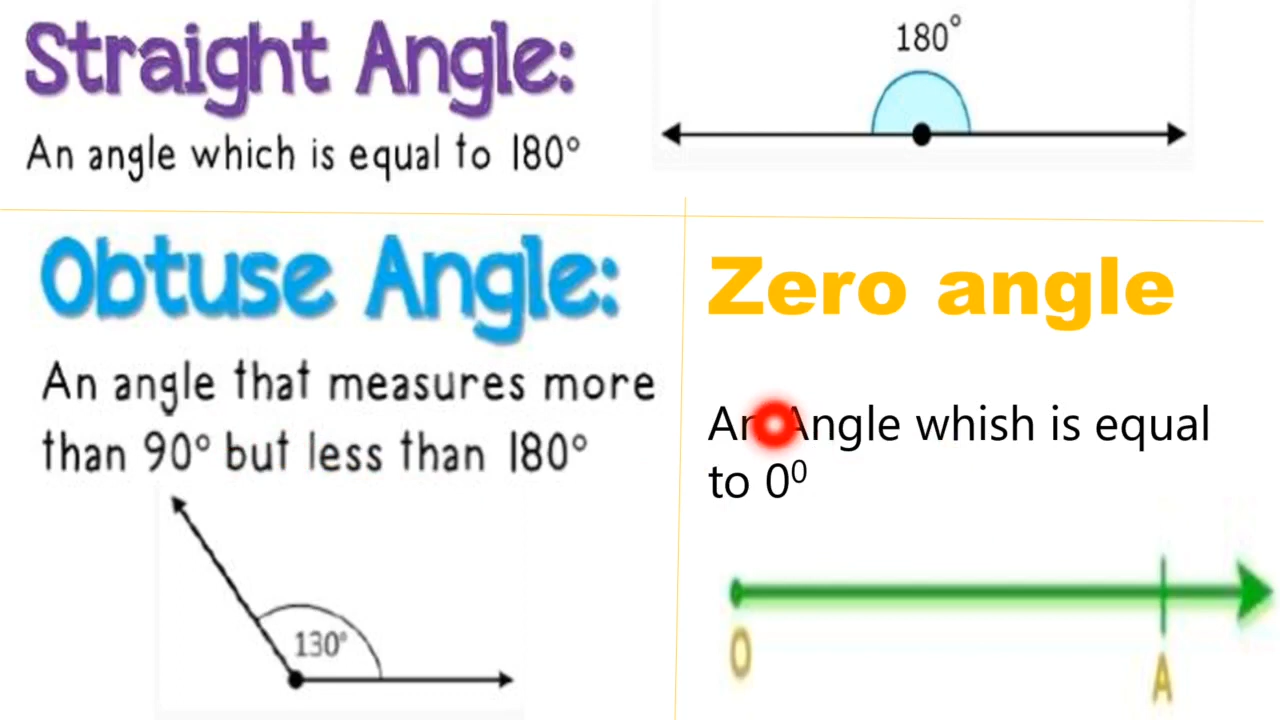 Straight Angle:
An angle which is equal to 180°
180°
Obtuse Angle:
An angle that measures more
than 90° but less than 180°
130°
Zero angle
An Angle whish is equal
to 0⁰
O
A